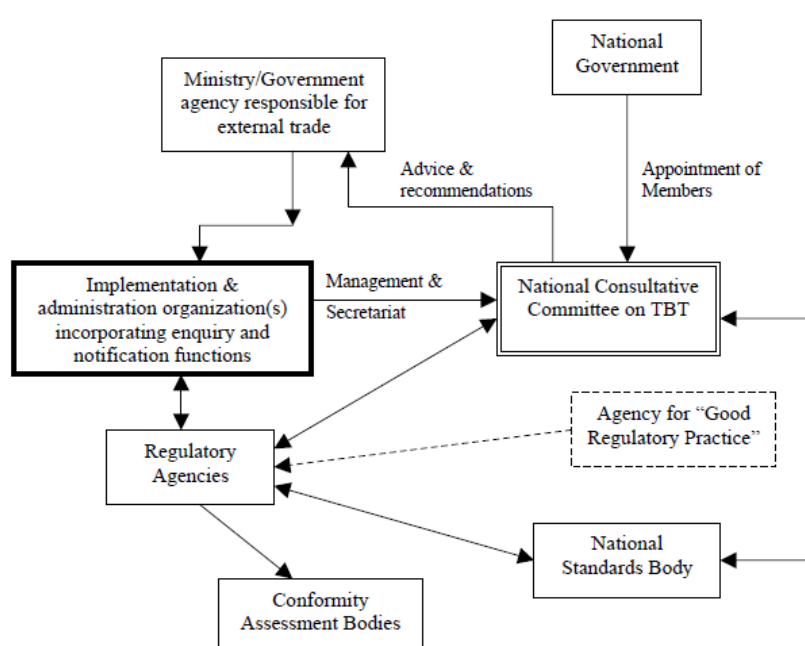 National
Government
Ministry/Government
agency responsible for
external trade
Advice &
recommendations
Appointment of
Members
Implementation &
administration organization(s)
incorporating enquiry and
notification functions
Management &
Secretariat
National Consultative
Committee on TBT
Agency for “Good
Regulatory Practice”
Regulatory
Agencies
National
Standards Body
Conformity
Assessment Bodies